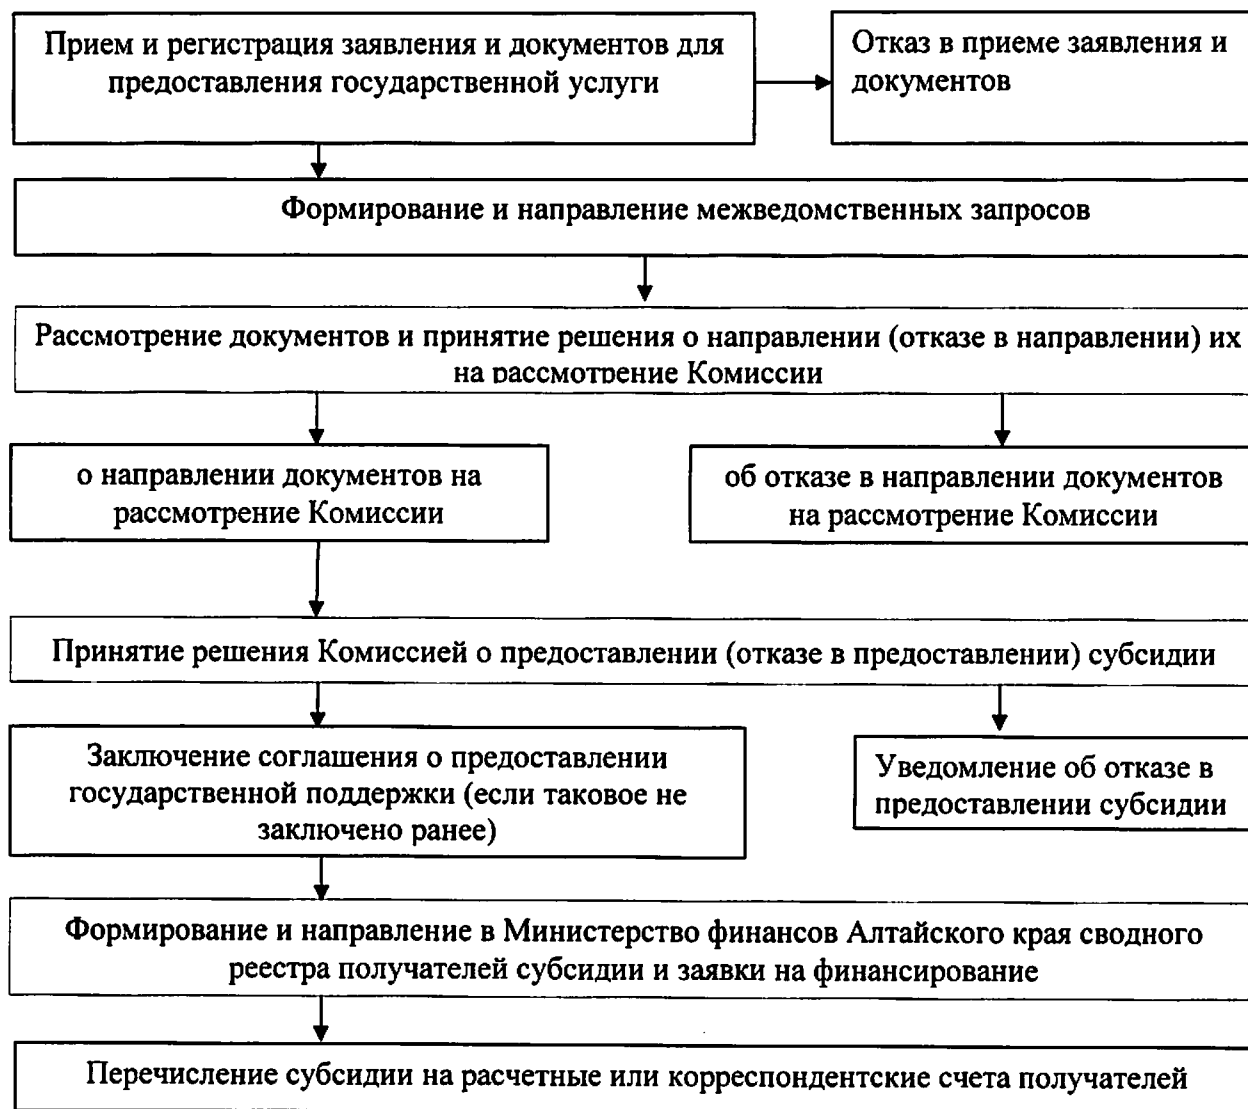 Прием и регистрация заявления и документов для
предоставления государственной услуги
Отказ в приеме заявления и
документов
Формирование и направление межведомственных запросов
Рассмотрение документов и принятие решения о направлении (отказе в направлении) их
на рассмотрение Комиссии
о направлении документов на
рассмотрение Комиссии
об отказе в направлении документов
на рассмотрение Комиссии
Принятие решения Комиссией о предоставлении (отказе в предоставлении) субсидии
Заключение соглашения о предоставлении
государственной поддержки (если таковое не
заключено ранее)
Уведомление об отказе в
предоставлении субсидии
Формирование и направление в Министерство финансов Алтайского края сводного
реестра получателей субсидии и заявки на финансирование
Перечисление субсидии на расчетные или корреспондентские счета получателей